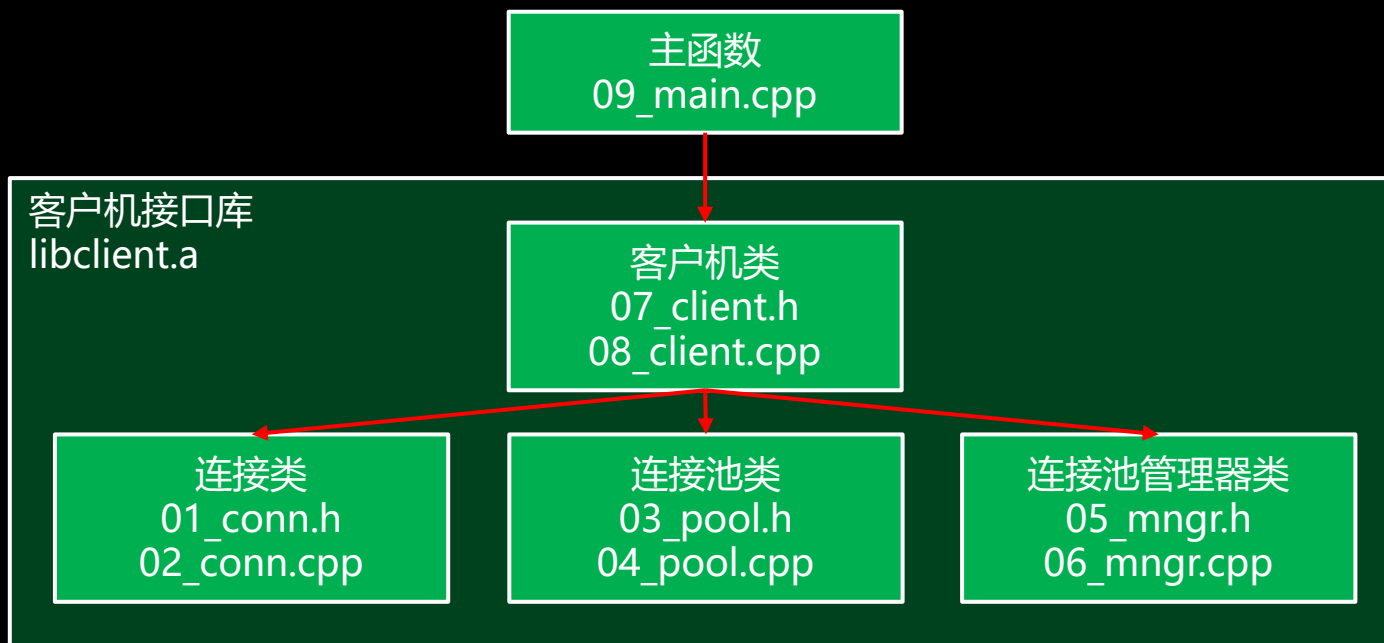 主函数
09_main.cpp
客户机接口库
libclient.a
客户机类
07_client.h
08_client.cpp
连接类
01_conn.h
02_conn.cpp
连接池类
03_pool.h
04_pool.cpp
连接池管理器类
05_mngr.h
06_mngr.cpp